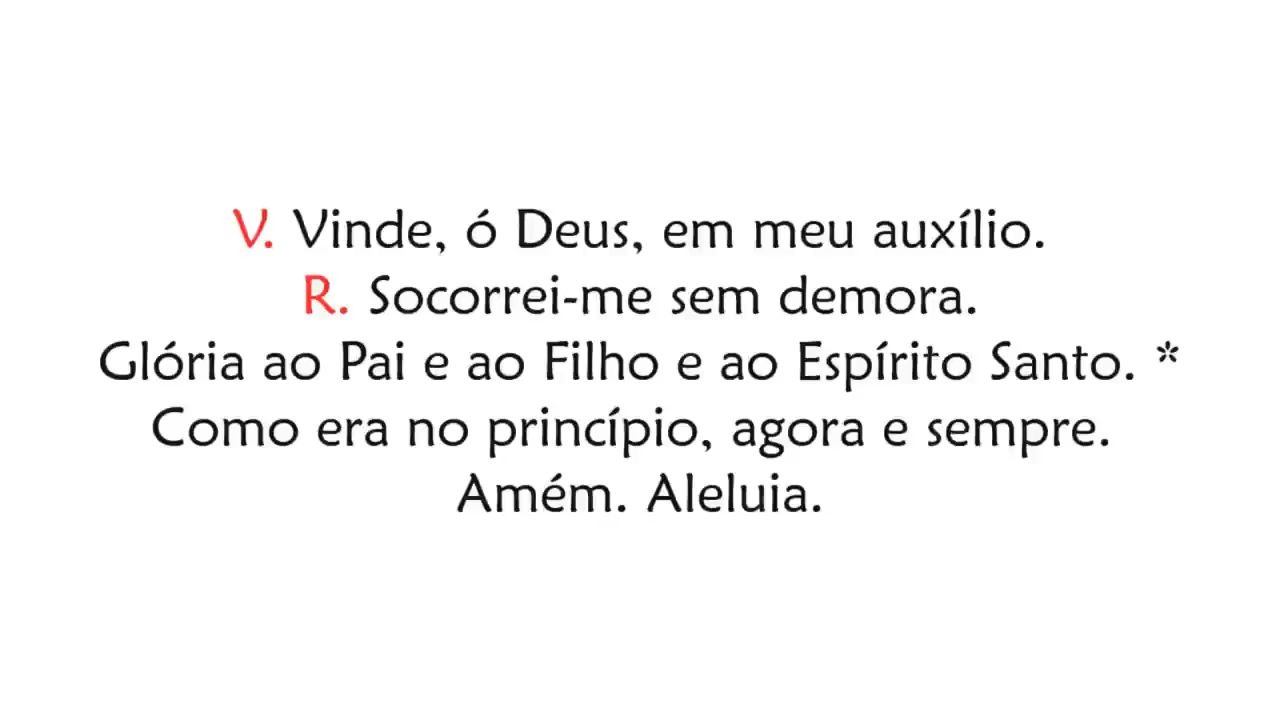 V. Vinde, ó Deus, em meu auxílio.
R. Socorrei-me sem demora.
Glória ao Pai e ao Filho e ao Espírito Santo. *
Como era no princípio, agora e sempre.
Amém. Aleluia.